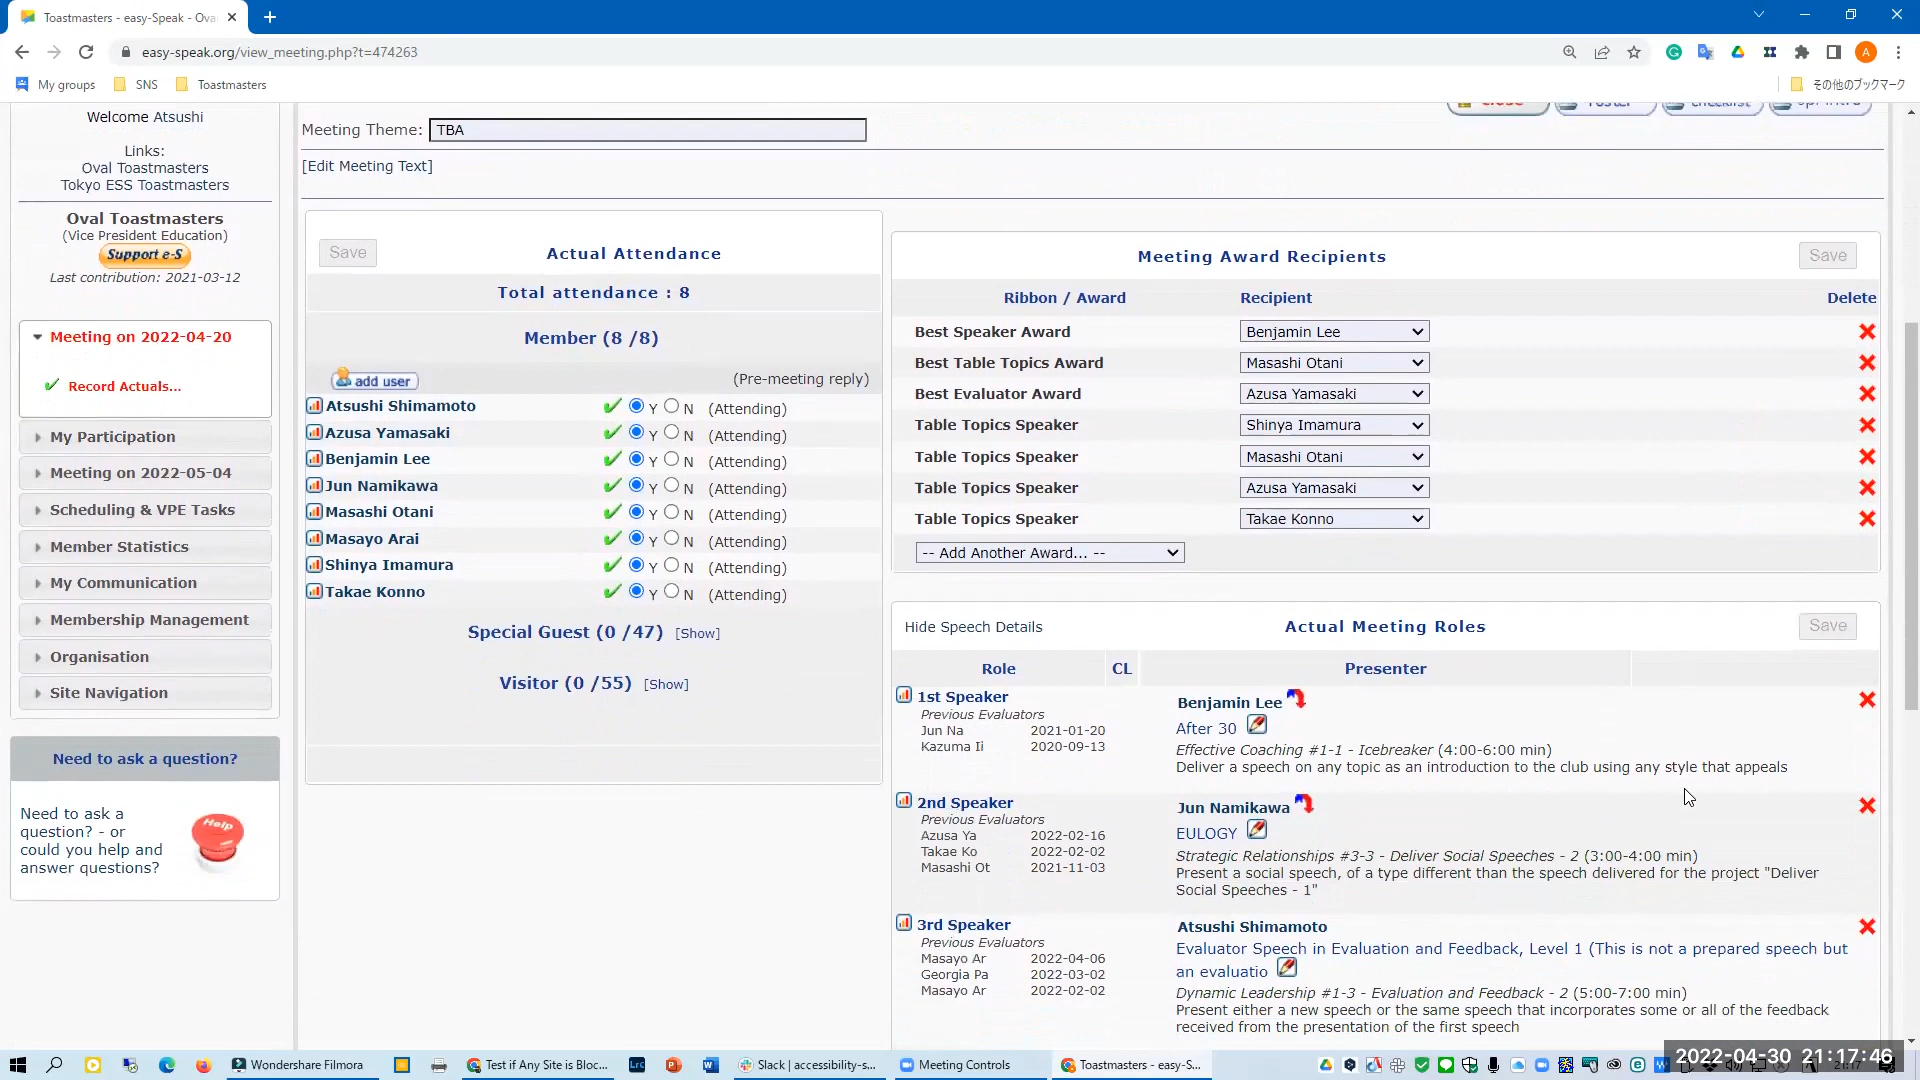 Toastmasters - easy-Speak - Ova
easy-speak.org/view_meeting.php?t=474263
A
My groups
SNS
Toastmasters
その他のブックマーク
Welcome Atsushi
Links:
Oval Toastmasters
Tokyo ESS Toastmasters
Oval Toastmasters
(Vice President Education)
Support e-S
Last contribution: 2021-03-12
Meeting on 2022-04-20
Record Actuals...
My Participation
Meeting on 2022-05-04
Scheduling & VPE Tasks
Member Statistics
My Communication
Membership Management
Organisation
Site Navigation
Need to ask a question?
Need to ask a
question? - or
could you help and
answer questions?
Help
Meeting Theme: TBA
[Edit Meeting Text]
Save Actual Attendance
Total attendance : 8
Member (8 /8)
add user (Pre-meeting reply)
Atsushi Shimamoto Y N (Attending)
Azusa Yamasaki Y N (Attending)
Benjamin Lee Y N (Attending)
Jun Namikawa Y N (Attending)
Masashi Otani Y N (Attending)
Masayo Arai Y N (Attending)
Shinya Imamura Y N (Attending)
Takae Konno Y N (Attending)
Special Guest (0 /47) [Show]
Visitor (0 /55) [Show]
Meeting Award Recipients Save
Ribbon / Award Recipient Delete
Best Speaker Award Benjamin Lee
Best Table Topics Award Masashi Otani
Best Evaluator Award Azusa Yamasaki
Table Topics Speaker Shinya Imamura
Table Topics Speaker Masashi Otani
Table Topics Speaker Azusa Yamasaki
Table Topics Speaker Takae Konno
-- Add Another Award... --
Hide Speech Details Actual Meeting Roles Save
Role CL Presenter
1st Speaker
Previous Evaluators
Jun Na 2021-01-20
Kazuma Ii 2020-09-13
Benjamin Lee
After 30
Effective Coaching #1-1 - Icebreaker (4:00-6:00 min)
Deliver a speech on any topic as an introduction to the club using any style that appeals
2nd Speaker
Previous Evaluators
Azusa Ya 2022-02-16
Takae Ko 2022-02-02
Masashi Ot 2021-11-03
Jun Namikawa
EULOGY
Strategic Relationships #3-3 - Deliver Social Speeches - 2 (3:00-4:00 min)
Present a social speech, of a type different than the speech delivered for the project "Deliver
Social Speeches - 1"
3rd Speaker
Previous Evaluators
Masayo Ar 2022-04-06
Georgia Pa 2022-03-02
Masayo Ar 2022-02-02
Atsushi Shimamoto
Evaluator Speech in Evaluation and Feedback, Level 1 (This is not a prepared speech but
an evaluatio
Dynamic Leadership #1-3 - Evaluation and Feedback - 2 (5:00-7:00 min)
Present either a new speech or the same speech that incorporates some or all of the feedback
received from the presentation of the first speech
Wondershare Filmora
Test if Any Site is Bloc...
Lrc
Slack | accessibility-s...
Meeting Controls
Toastmasters - easy-S...
2022-04-30 21:17:46